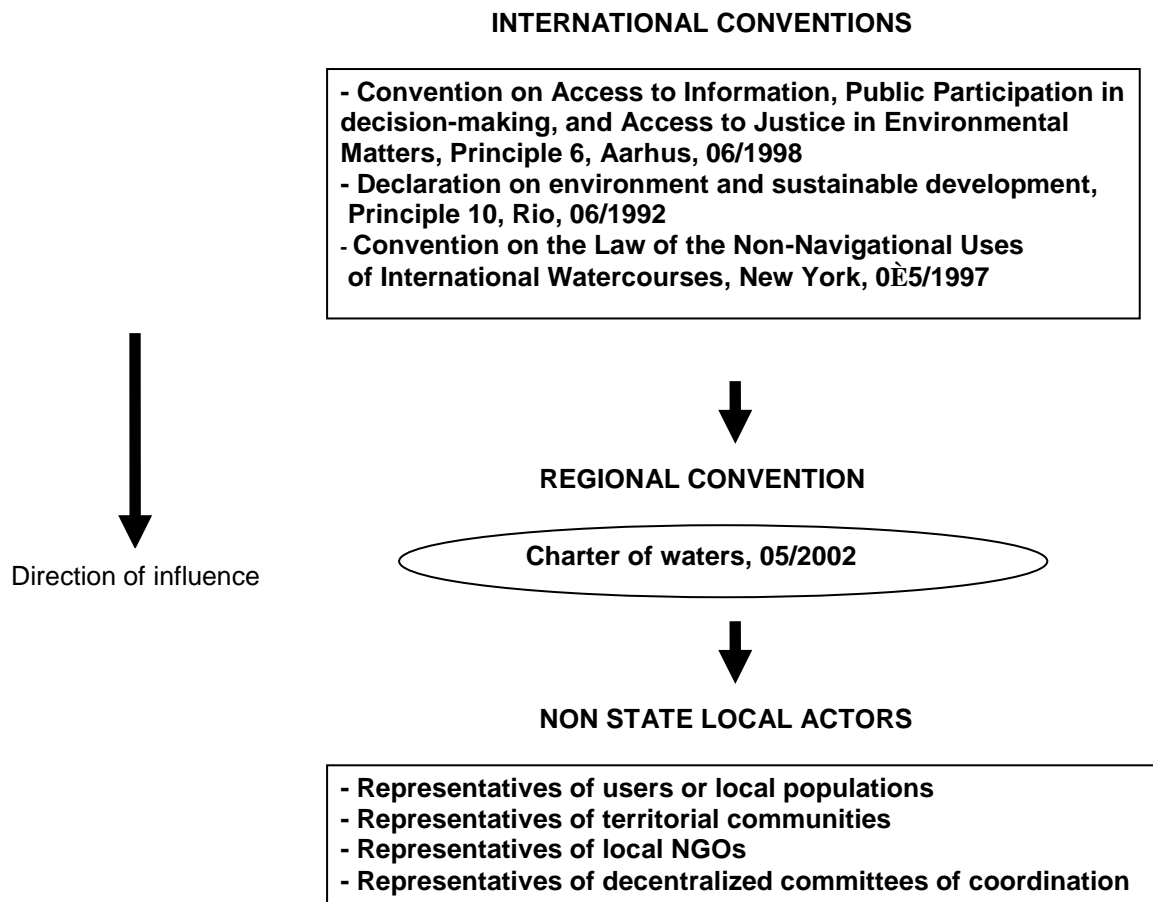 INTERNATIONAL CONVENTIONS
- Convention on Access to Information, Public Participation in
decision-making, and Access to Justice in Environmental
Matters, Principle 6, Aarhus, 06/1998
- Declaration on environment and sustainable development,
Principle 10, Rio, 06/1992
- Convention on the Law of the Non-Navigational Uses
of International Watercourses, New York, 0È5/1997
REGIONAL CONVENTION
Charter of waters, 05/2002
Direction of influence
NON STATE LOCAL ACTORS
- Representatives of users or local populations
- Representatives of territorial communities
- Representatives of local NGOs
- Representatives of decentralized committees of coordination